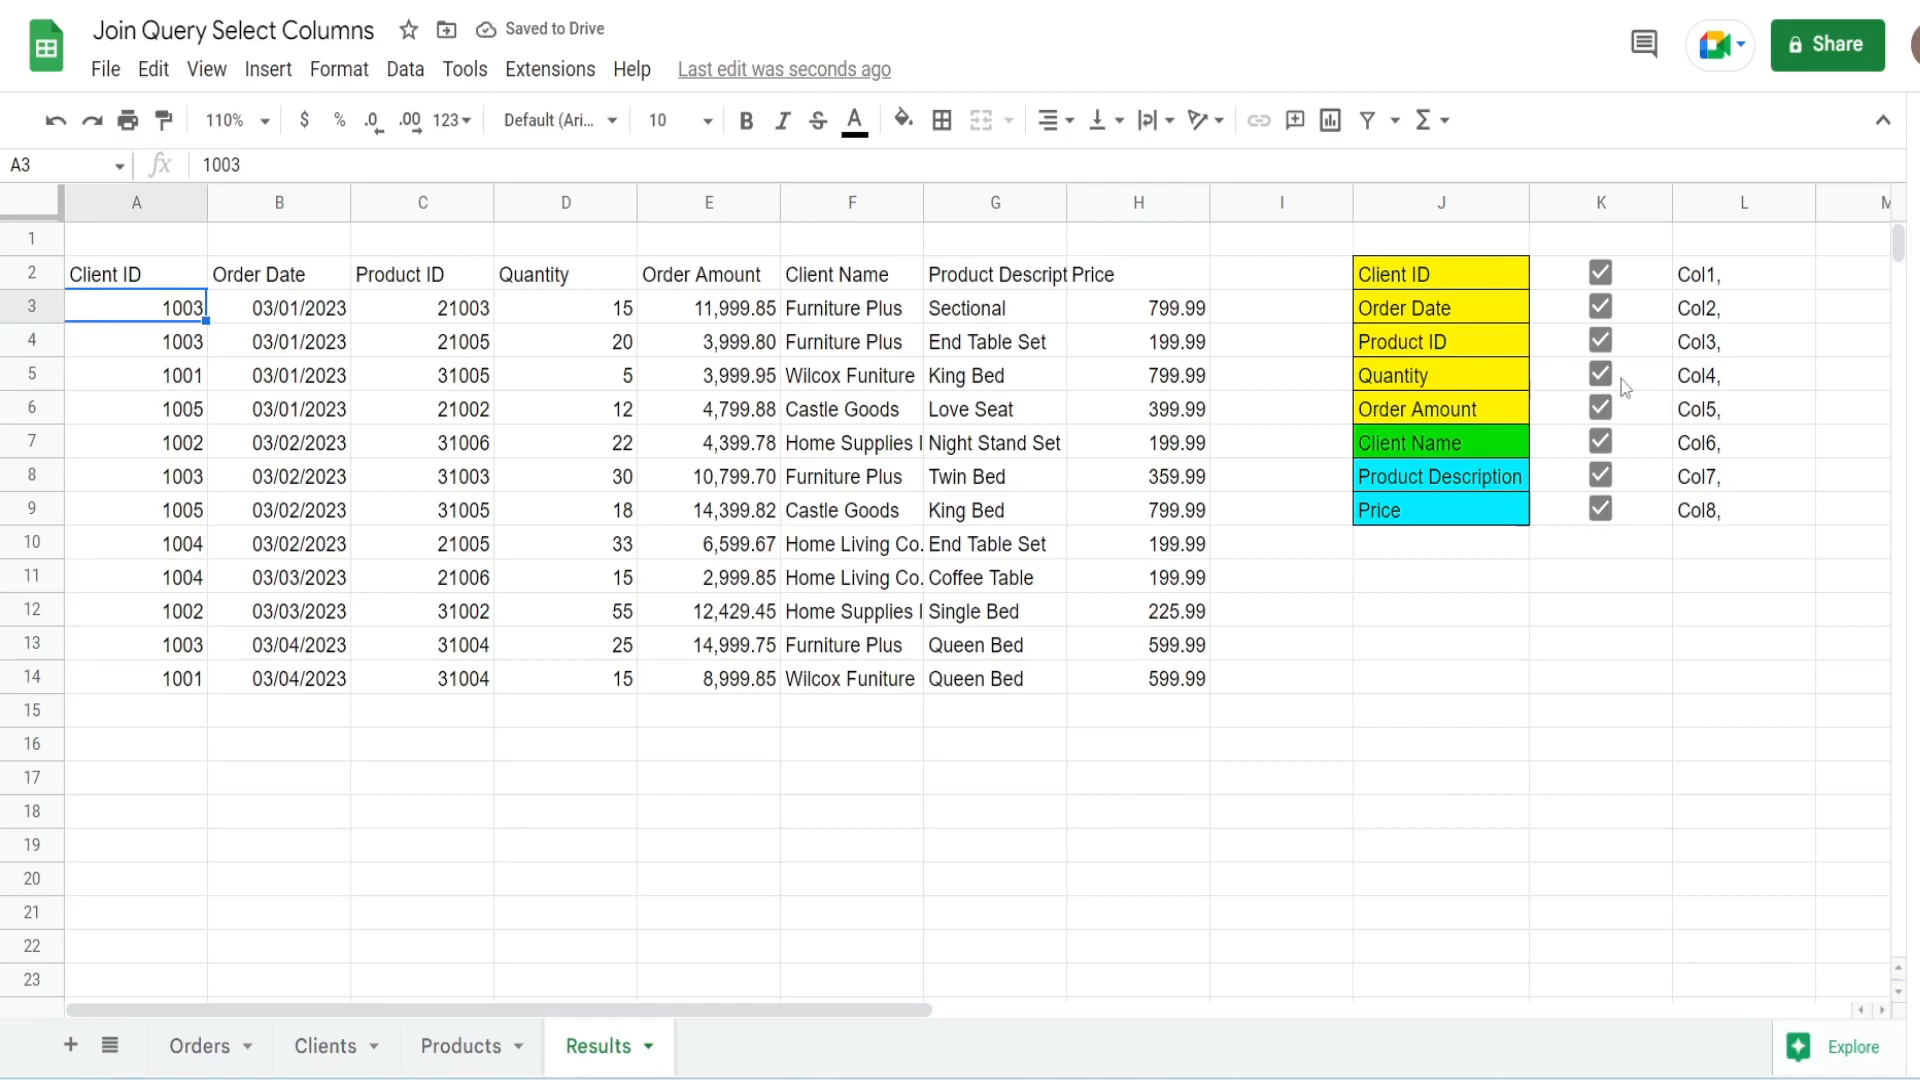 Join Query Select Columns Saved to Drive
File Edit View Insert Format Data Tools Extensions Help Last edit was seconds ago
Share
110% $ % .0 .00 123 Default (Ari... 10 B I S A Σ
A3 fx 1003
A B C D E F G H I J K L M
1
2 Client ID Order Date Product ID Quantity Order Amount Client Name Product Descript Price Client ID Col1,
3 1003 03/01/2023 21003 15 11,999.85 Furniture Plus Sectional 799.99 Order Date Col2,
4 1003 03/01/2023 21005 20 3,999.80 Furniture Plus End Table Set 199.99 Product ID Col3,
5 1001 03/01/2023 31005 5 3,999.95 Wilcox Funiture King Bed 799.99 Quantity Col4,
6 1005 03/01/2023 21002 12 4,799.88 Castle Goods Love Seat 399.99 Order Amount Col5,
7 1002 03/02/2023 31006 22 4,399.78 Home Supplies I Night Stand Set 199.99 Client Name Col6,
8 1003 03/02/2023 31003 30 10,799.70 Furniture Plus Twin Bed 359.99 Product Description Col7,
9 1005 03/02/2023 31005 18 14,399.82 Castle Goods King Bed 799.99 Price Col8,
10 1004 03/02/2023 21005 33 6,599.67 Home Living Co. End Table Set 199.99
11 1004 03/03/2023 21006 15 2,999.85 Home Living Co. Coffee Table 199.99
12 1002 03/03/2023 31002 55 12,429.45 Home Supplies I Single Bed 225.99
13 1003 03/04/2023 31004 25 14,999.75 Furniture Plus Queen Bed 599.99
14 1001 03/04/2023 31004 15 8,999.85 Wilcox Funiture Queen Bed 599.99
15
16
17
18
19
20
21
22
23
+ Orders Clients Products Results Explore